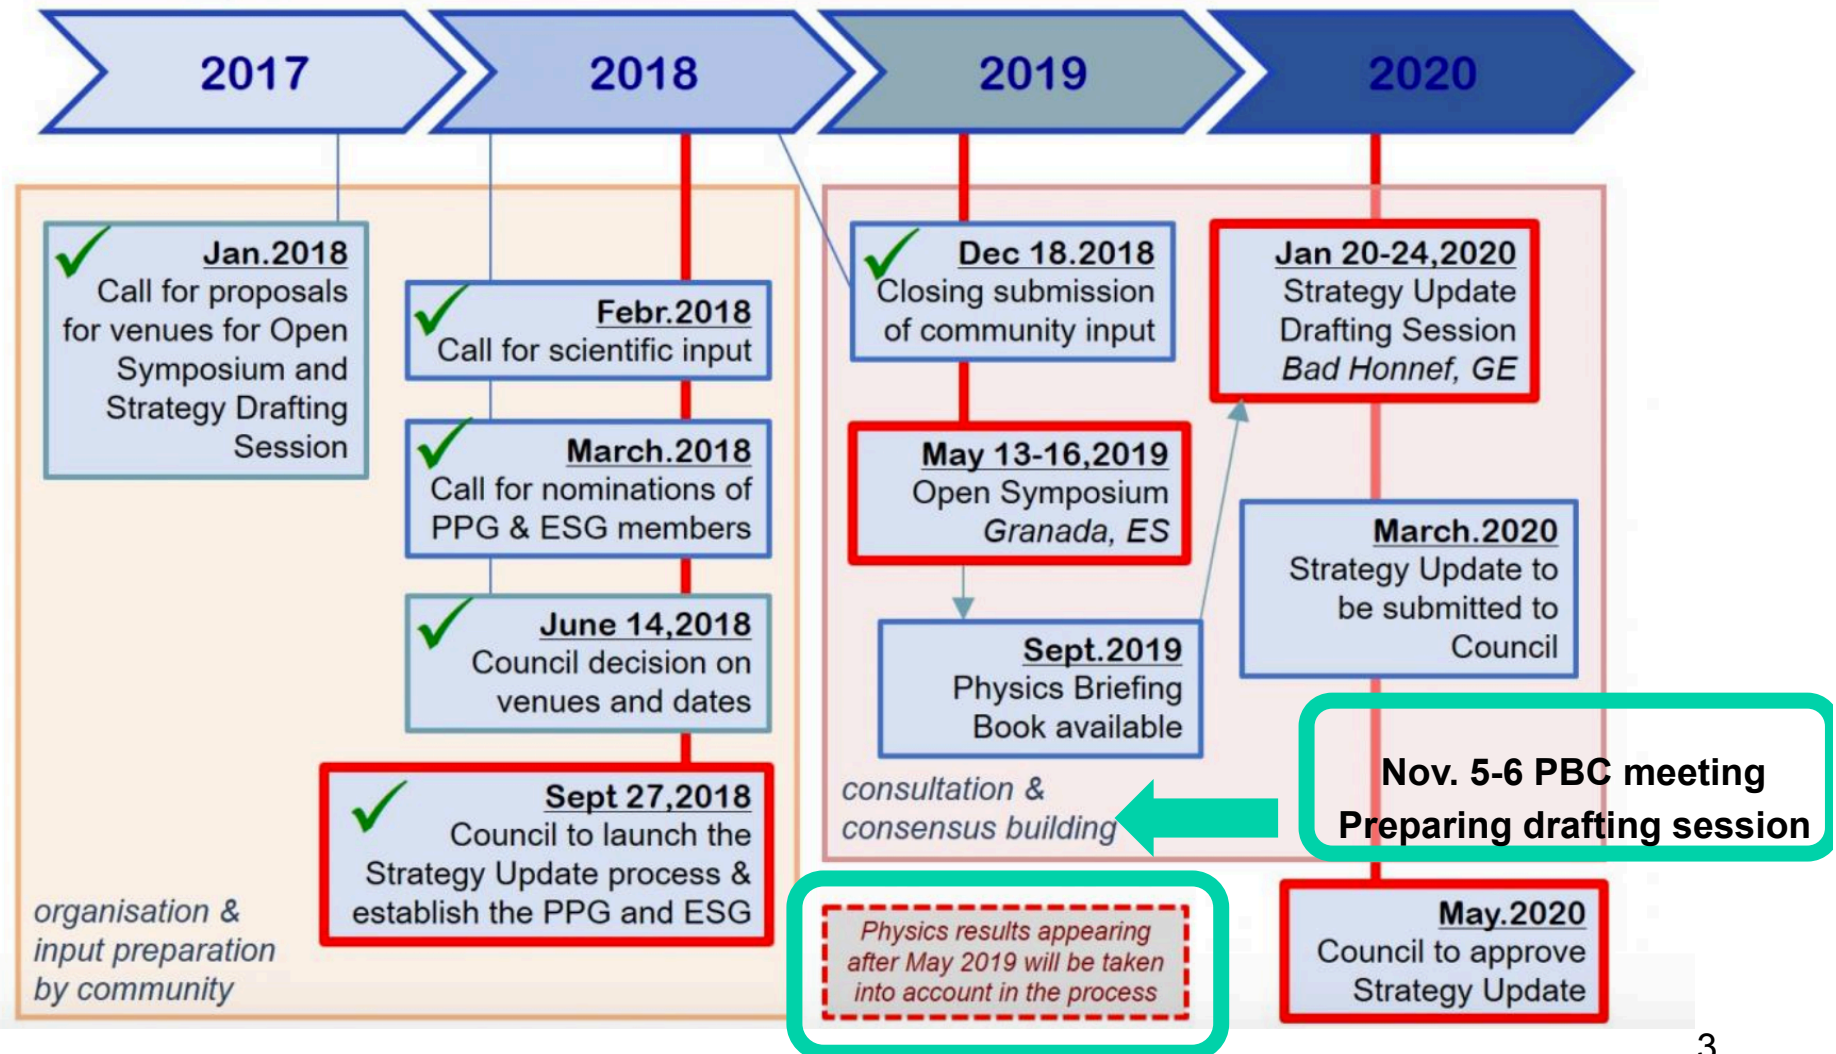 2017
2018
2019
2020
Jan.2018
Call for proposals
for venues for Open
Symposium and
Strategy Drafting
Session
Febr.2018
Call for scientific input
March.2018
Call for nominations of
PPG & ESG members
June 14,2018
Council decision on
venues and dates
Sept 27,2018
Council to launch the
Strategy Update process &
establish the PPG and ESG
organisation &
input preparation
by community
Dec 18.2018
Closing submission
of community input
May 13-16,2019
Open Symposium
Granada, ES
Sept.2019
Physics Briefing
Book available
consultation &
consensus building
Jan 20-24,2020
Strategy Update
Drafting Session
Bad Honnef, GE
March.2020
Strategy Update to
be submitted to
Council
Nov. 5-6 PBC meeting
Preparing drafting session
Physics results appearing
after May 2019 will be taken
into account in the process
May.2020
Council to approve
Strategy Update
3